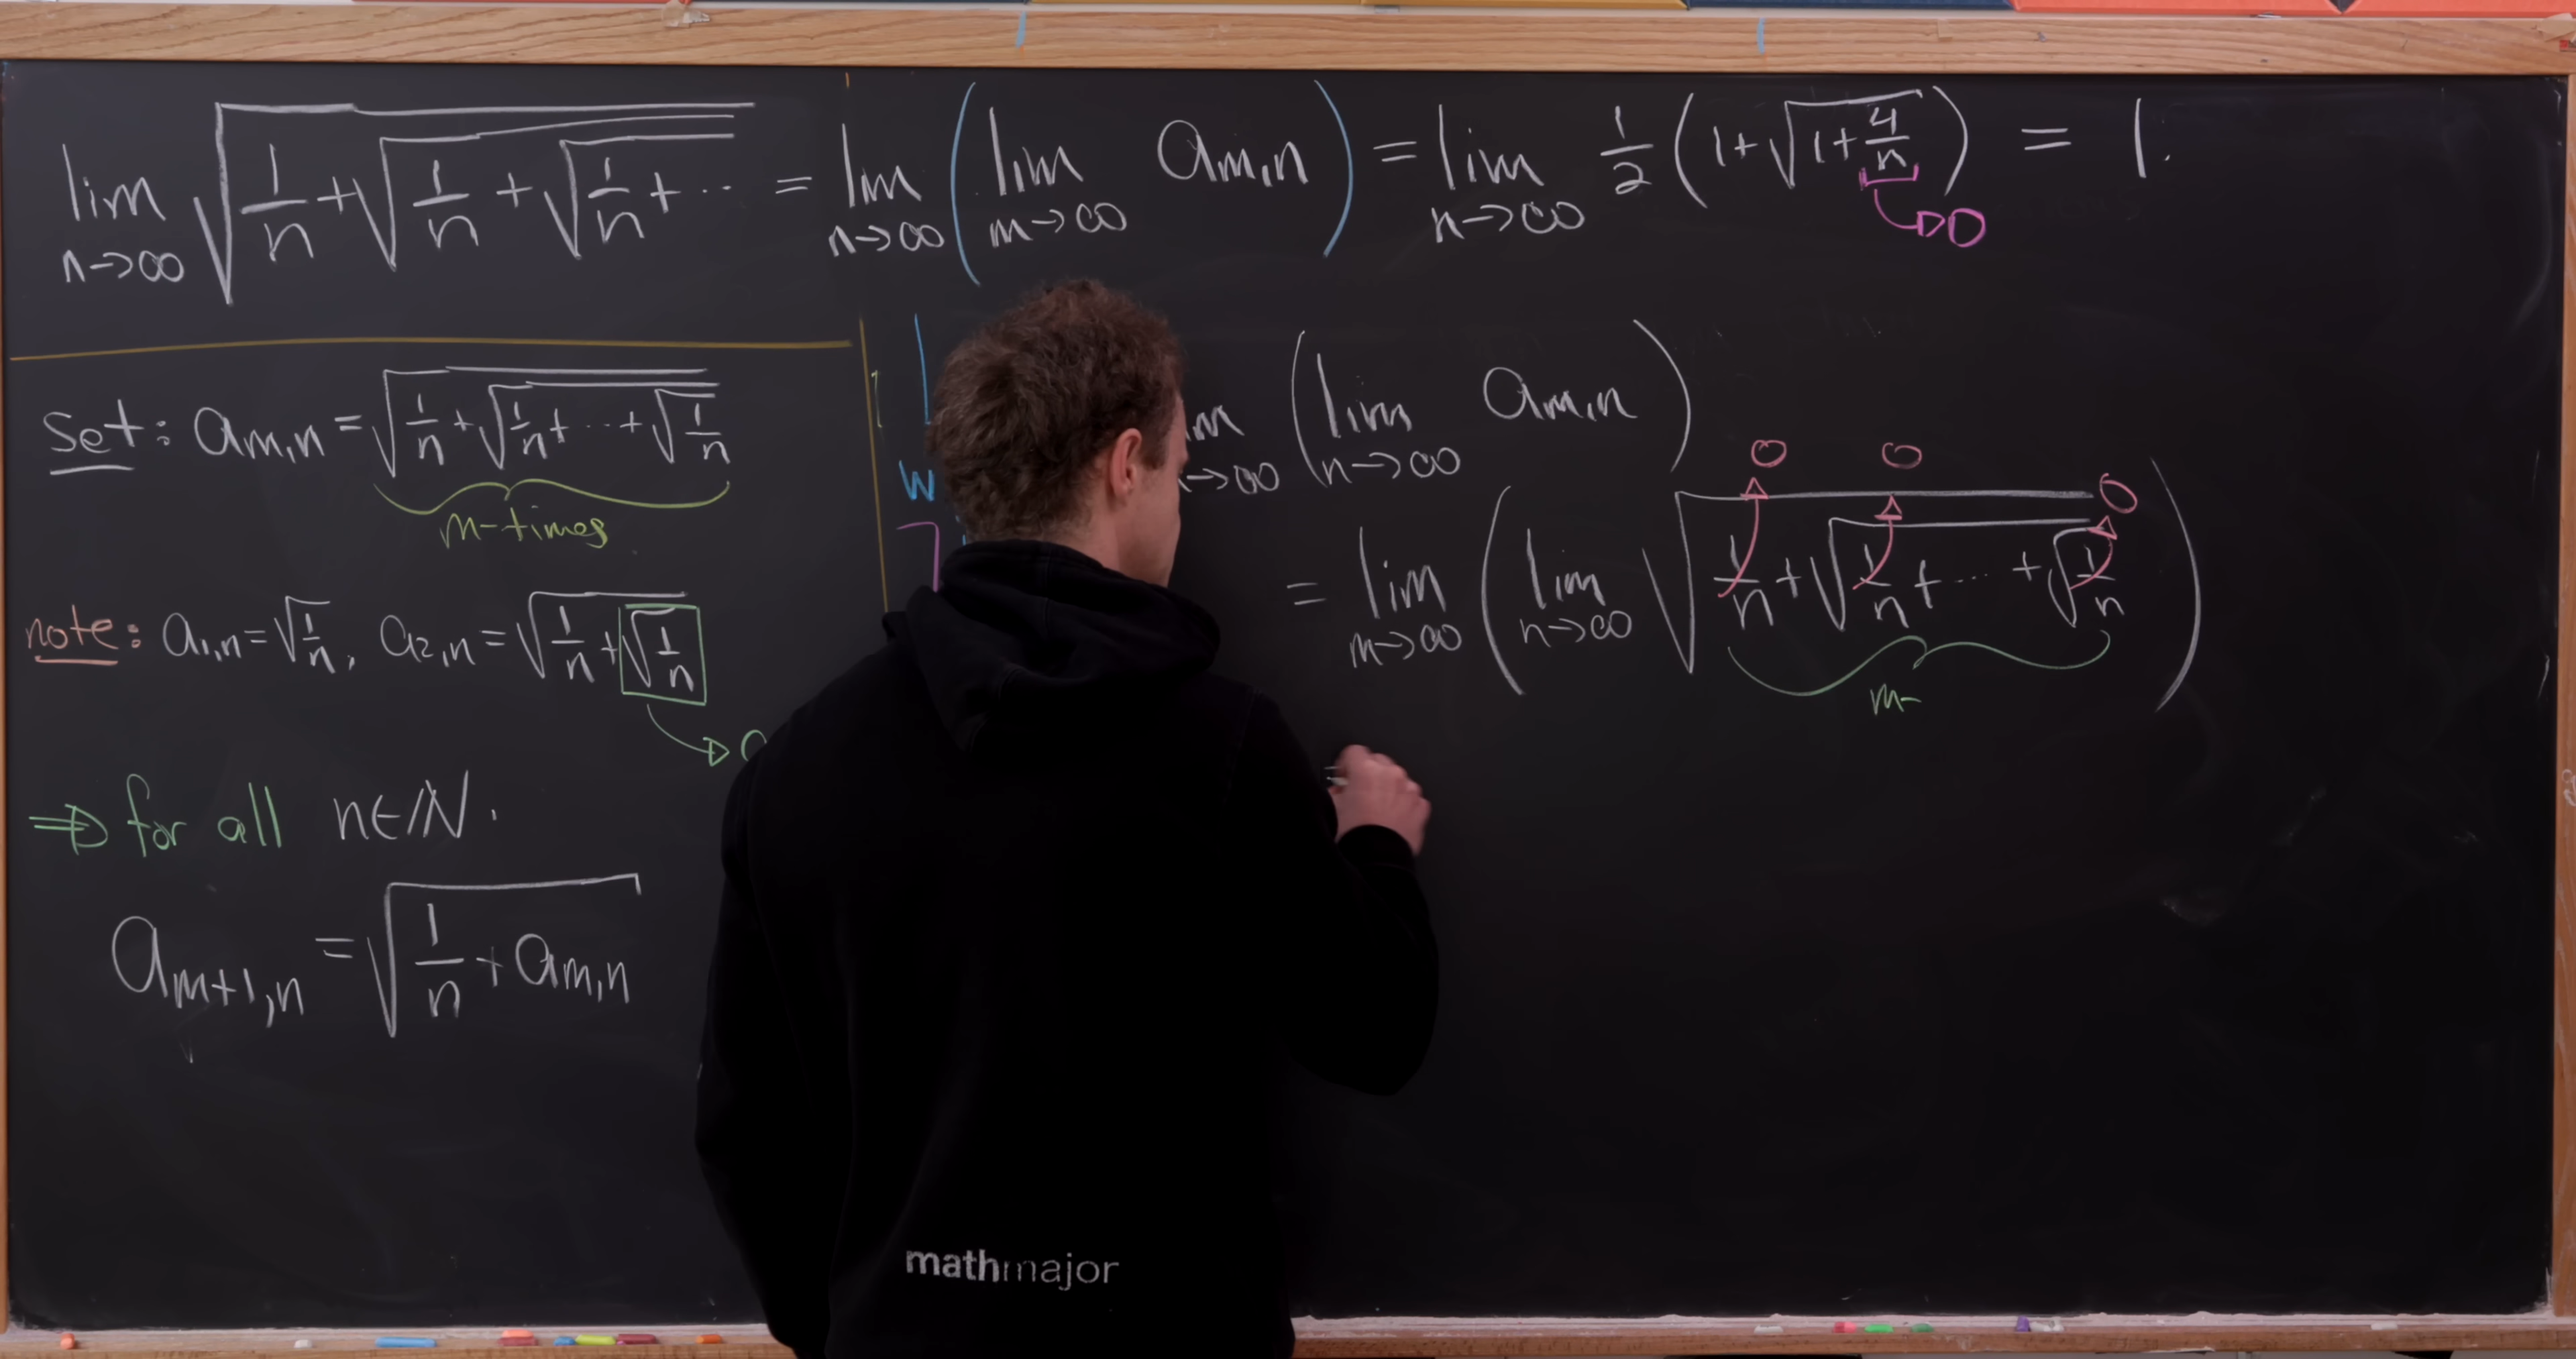 lim n→∞ √(1/n + √(1/n + √(1/n + ⋯ = lim n→∞ ( lim m→∞ a_{m,n} ) = lim n→∞ 1/2 (1 + √(1 + 4/n)) = 1.
→ 0
Set: a_{m,n} = √(1/n + √(1/n + ⋯ + √(1/n)))
m-times
note: a_{1,n} = √(1/n), a_{2,n} = √(1/n + √(1/n))
⇒ for all n∈ℕ.
a_{m+1,n} = √(1/n + a_{m,n})
( lim n→∞ a_{m,n} )
0 0 0
= lim m→∞ ( lim n→∞ √(1/n + √(1/n + ⋯ + √(1/n))) )
m-
=
mathmajor